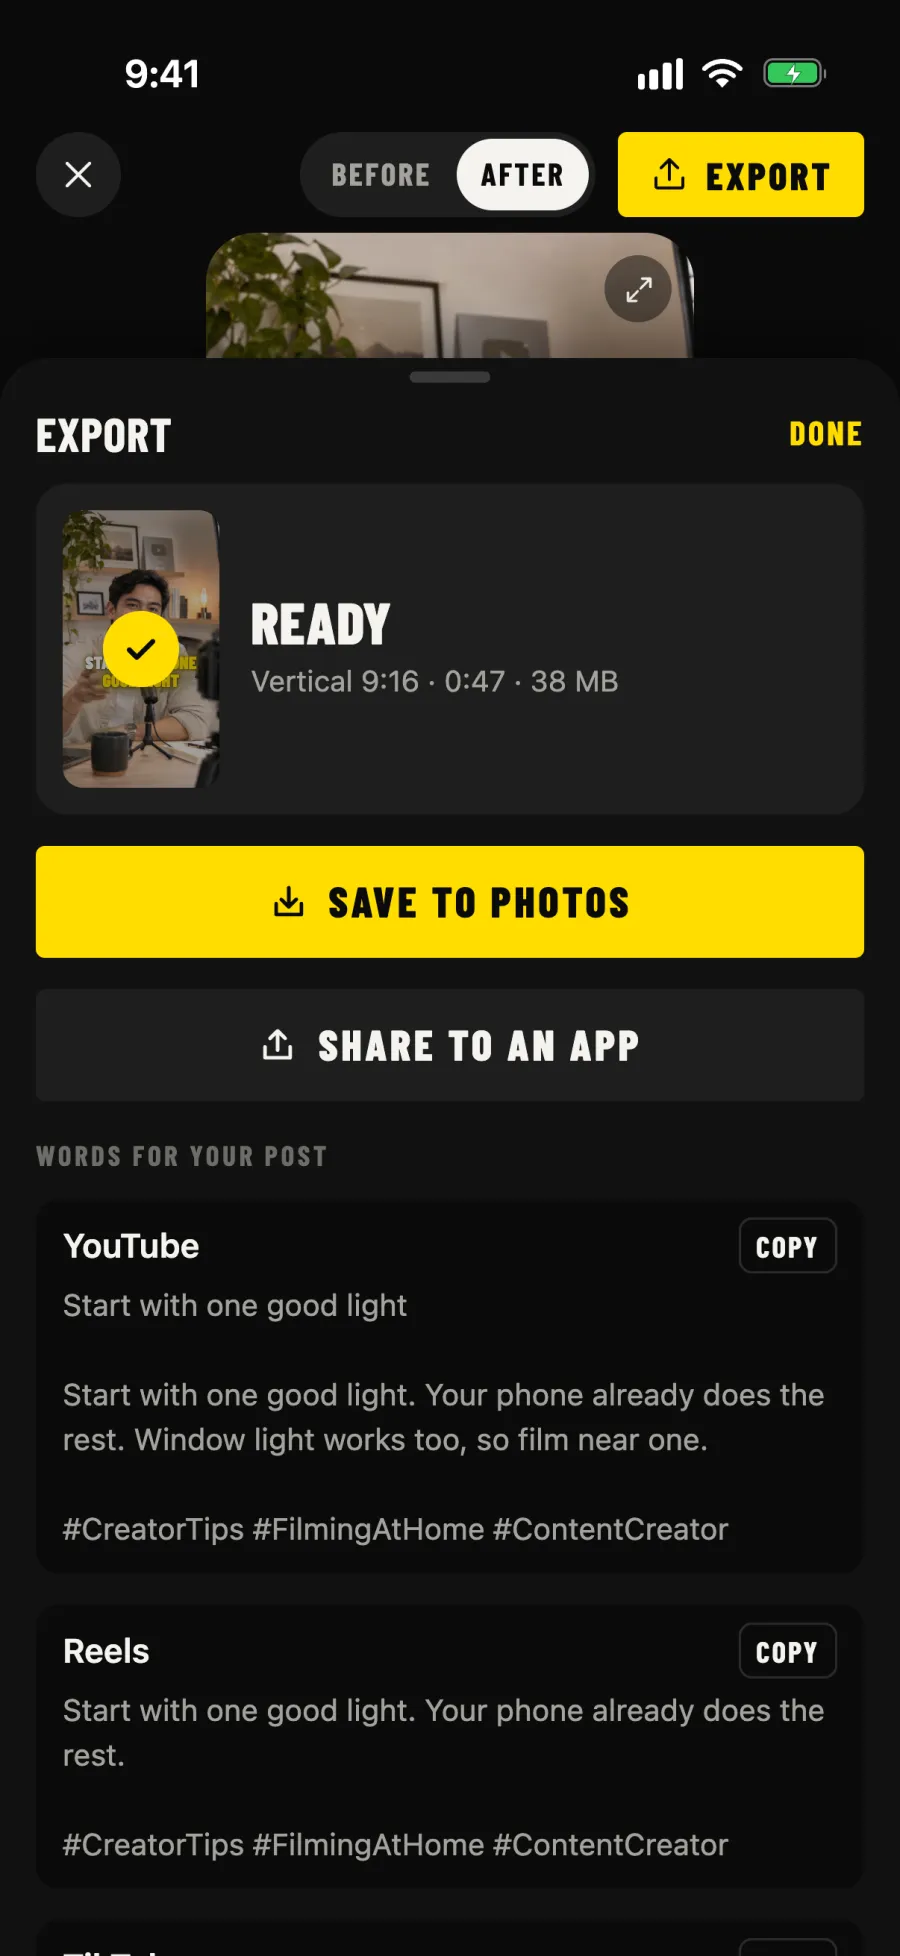 9:41
BEFORE AFTER EXPORT
EXPORT DONE
READY
Vertical 9:16 · 0:47 · 38 MB
SAVE TO PHOTOS
SHARE TO AN APP
WORDS FOR YOUR POST
YouTube COPY
Start with one good light
Start with one good light. Your phone already does the
rest. Window light works too, so film near one.
#CreatorTips #FilmingAtHome #ContentCreator
Reels COPY
Start with one good light. Your phone already does the
rest.
#CreatorTips #FilmingAtHome #ContentCreator